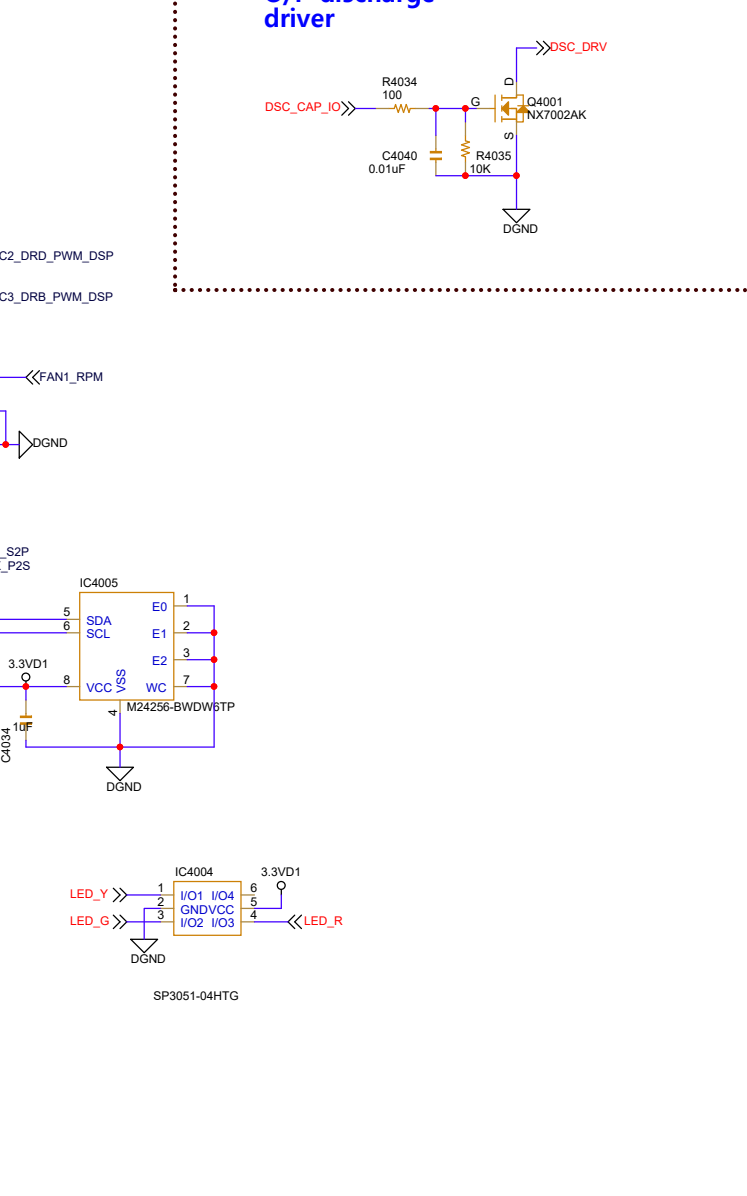 driver
DSC_DRV
R4034
100
DSC_CAP_IO
D
G
Q4001
NX7002AK
S
C4040
0.01uF
R4035
10K
DGND
C2_DRD_PWM_DSP
C3_DRB_PWM_DSP
FAN1_RPM
DGND
_S2P
_P2S
IC4005
5 SDA E0 1
6 SCL E1 2
E2 3
3.3VD1
8 VCC VSS WC 7
4
M24256-BWDW6TP
1uF
C4034
DGND
IC4004
3.3VD1
LED_Y 1 I/O1 I/O4 6
2 GND VCC 5
LED_G 3 I/O2 I/O3 4 LED_R
DGND
SP3051-04HTG